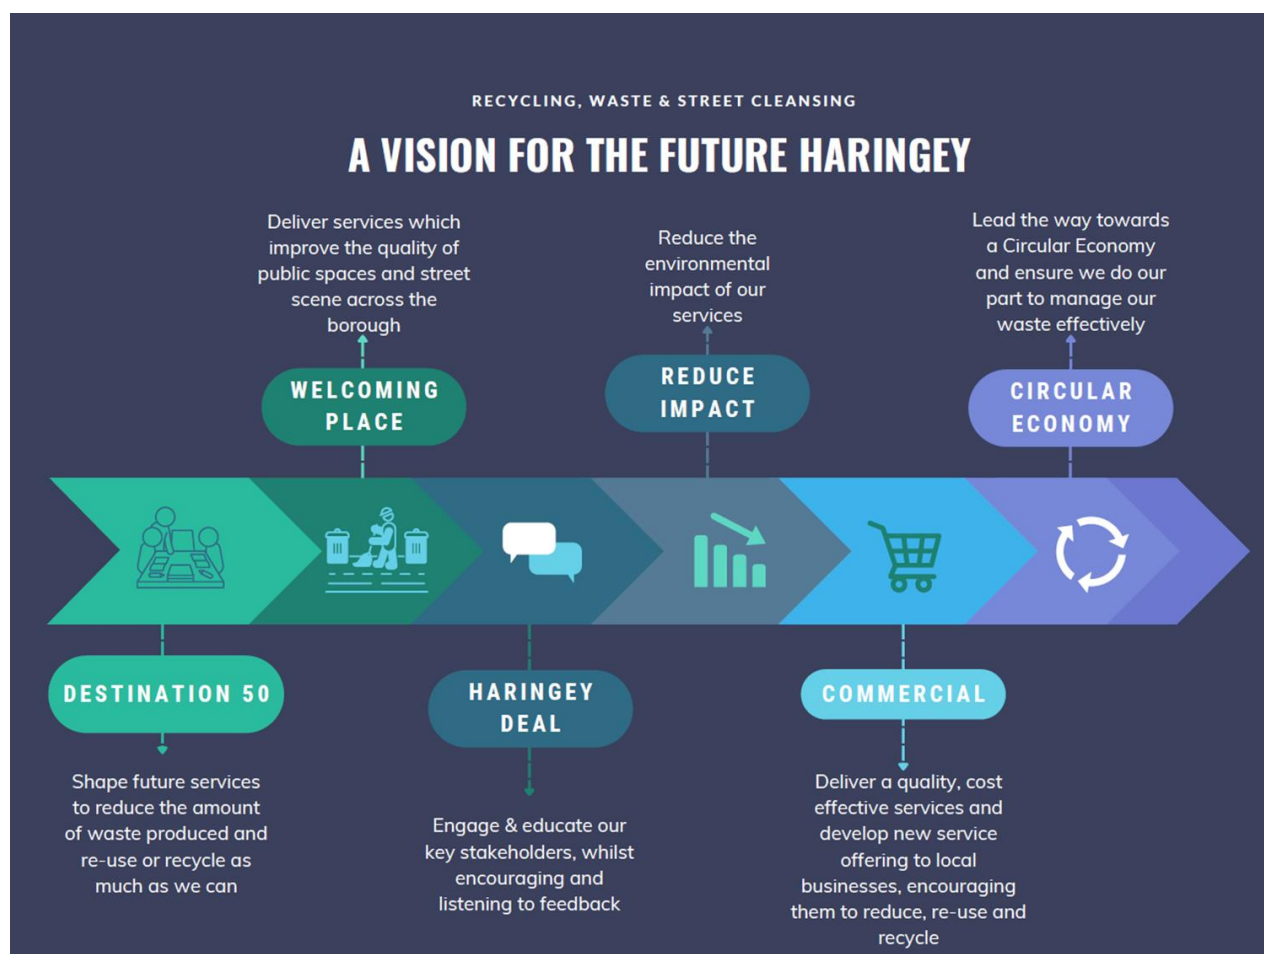 RECYCLING, WASTE & STREET CLEANSING
A VISION FOR THE FUTURE HARINGEY
Deliver services which
improve the quality of
public spaces and street
scene across the
borough
WELCOMING
PLACE
Reduce the
environmental
impact of our
services
REDUCE
IMPACT
Lead the way towards
a Circular Economy
and ensure we do our
part to manage our
waste effectively
CIRCULAR
ECONOMY
DESTINATION 50
Shape future services
to reduce the amount
of waste produced and
re-use or recycle as
much as we can
HARINGEY
DEAL
Engage & educate our
key stakeholders, whilst
encouraging and
listening to feedback
COMMERCIAL
Deliver a quality, cost
effective services and
develop new service
offering to local
businesses, encouraging
them to reduce, re-use and
recycle